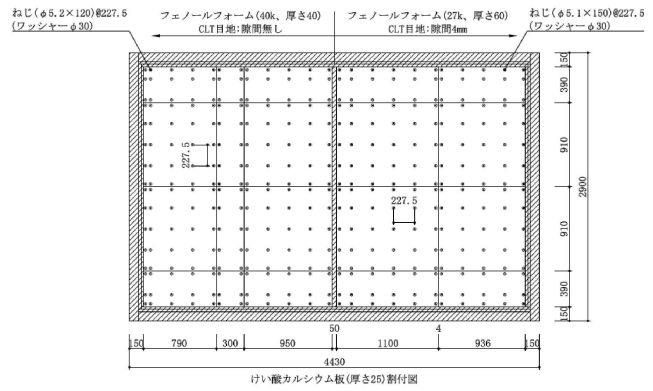 ねじ(φ5.2×120)@227.5
(ワッシャーφ30)
フェノールフォーム(40k、厚さ40)
CLT目地:隙間無し
フェノールフォーム(27k、厚さ60)
CLT目地:隙間4mm
ねじ(φ5.1×150)@227.5
(ワッシャーφ30)
150
390
910
2900
910
390
150
227.5
227.5
50
4
150
790
300
950
1100
936
150
4430
けい酸カルシウム板(厚さ25)割付図